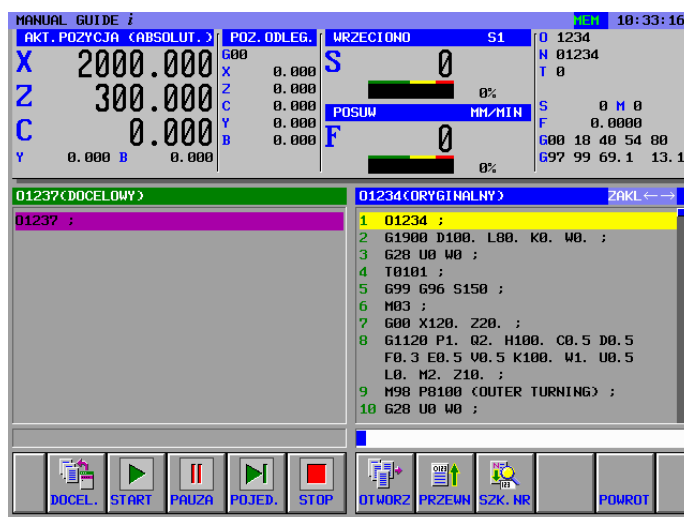 MANUAL GUIDE i MEM 10:33:16
AKT.POZYCJA (ABSOLUT.)
X 2000.000
Z 300.000
C 0.000
Y 0.000 B 0.000
POZ.ODLEG.
G00
X 0.000
Z 0.000
C 0.000
Y 0.000
B 0.000
WRZECIONO S1
S 0
0%
POSUW MM/MIN
F 0
0%
O 1234
N 01234
T 0
S 0 M 0
F 0.0000
G00 18 40 54 80
G97 99 69.1 13.1
O1237(DOCELOWY)
O1237 ;
O1234(ORYGINALNY) ZAKL←→
1 O1234 ;
2 G1900 D100. L80. K0. W0. ;
3 G28 U0 W0 ;
4 T0101 ;
5 G99 G96 S150 ;
6 M03 ;
7 G00 X120. Z20. ;
8 G1120 P1. Q2. H100. C0.5 D0.5
F0.3 E0.5 V0.5 K100. W1. U0.5
L0. M2. Z10. ;
9 M98 P8100 (OUTER TURNING) ;
10 G28 U0 W0 ;
DOCEL. START PAUZA POJED. STOP OTWORZ PRZEWN SZK.NR POWROT